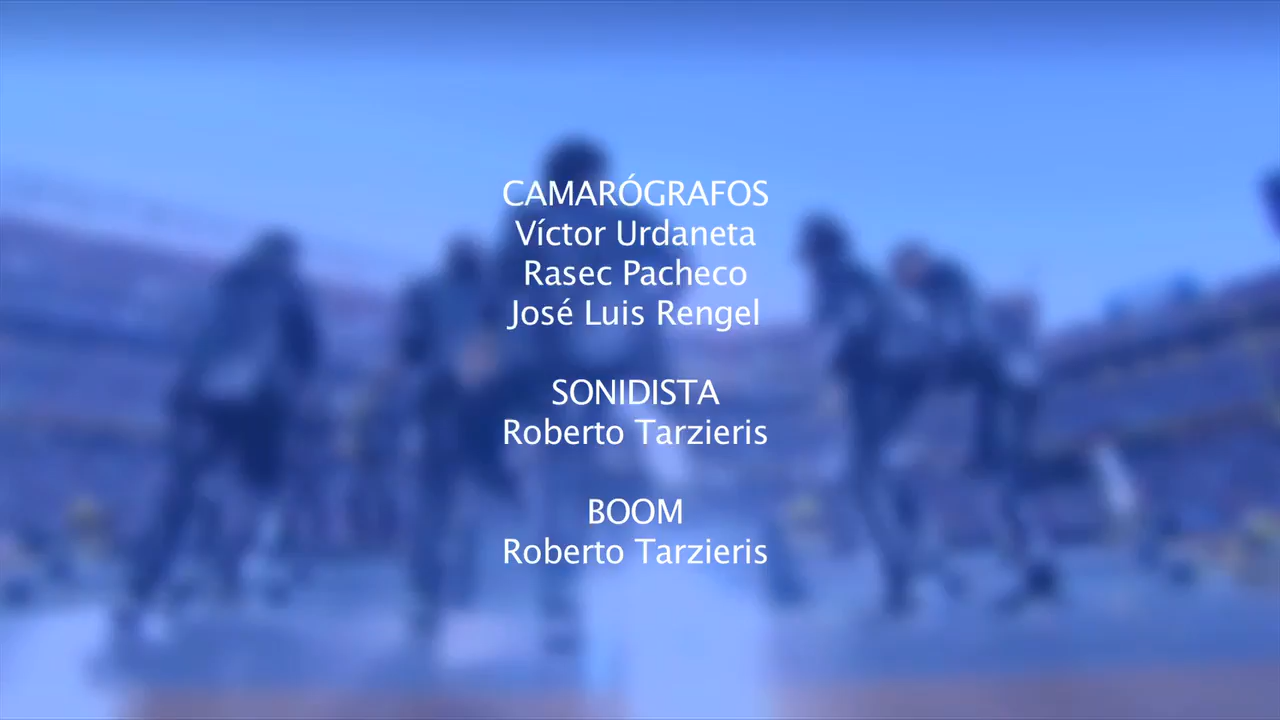 CAMARÓGRAFOS
Víctor Urdaneta
Rasec Pacheco
José Luis Rengel
SONIDISTA
Roberto Tarzieris
BOOM
Roberto Tarzieris